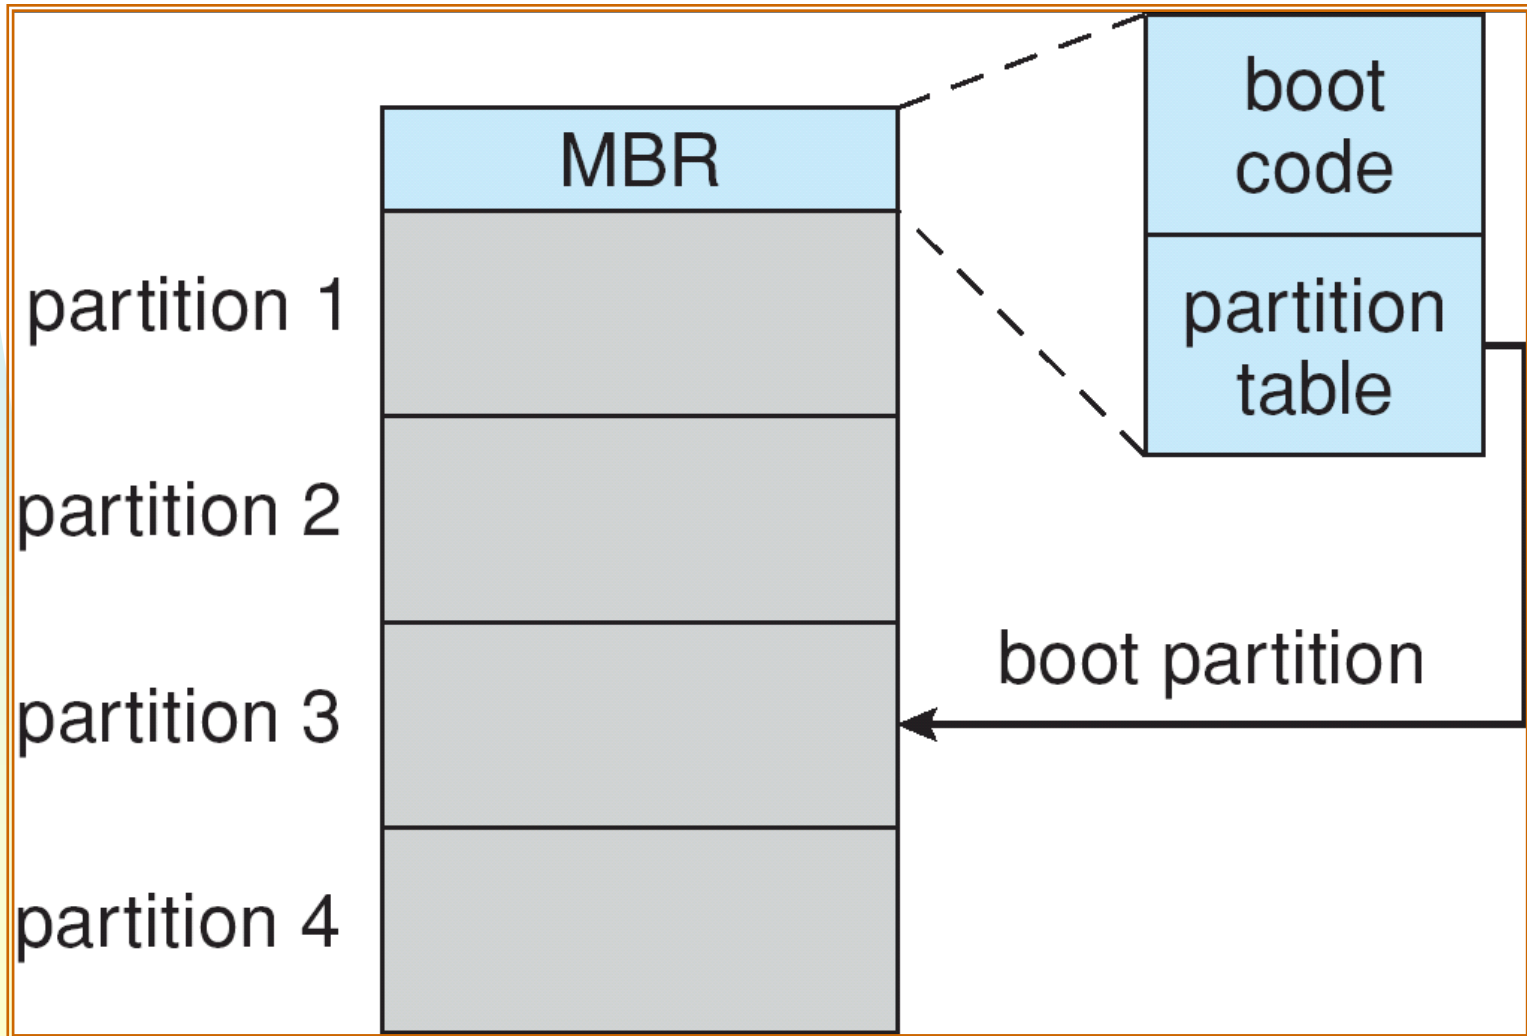 boot
code
MBR
partition
table
partition 1
partition 2
boot partition
partition 3
partition 4